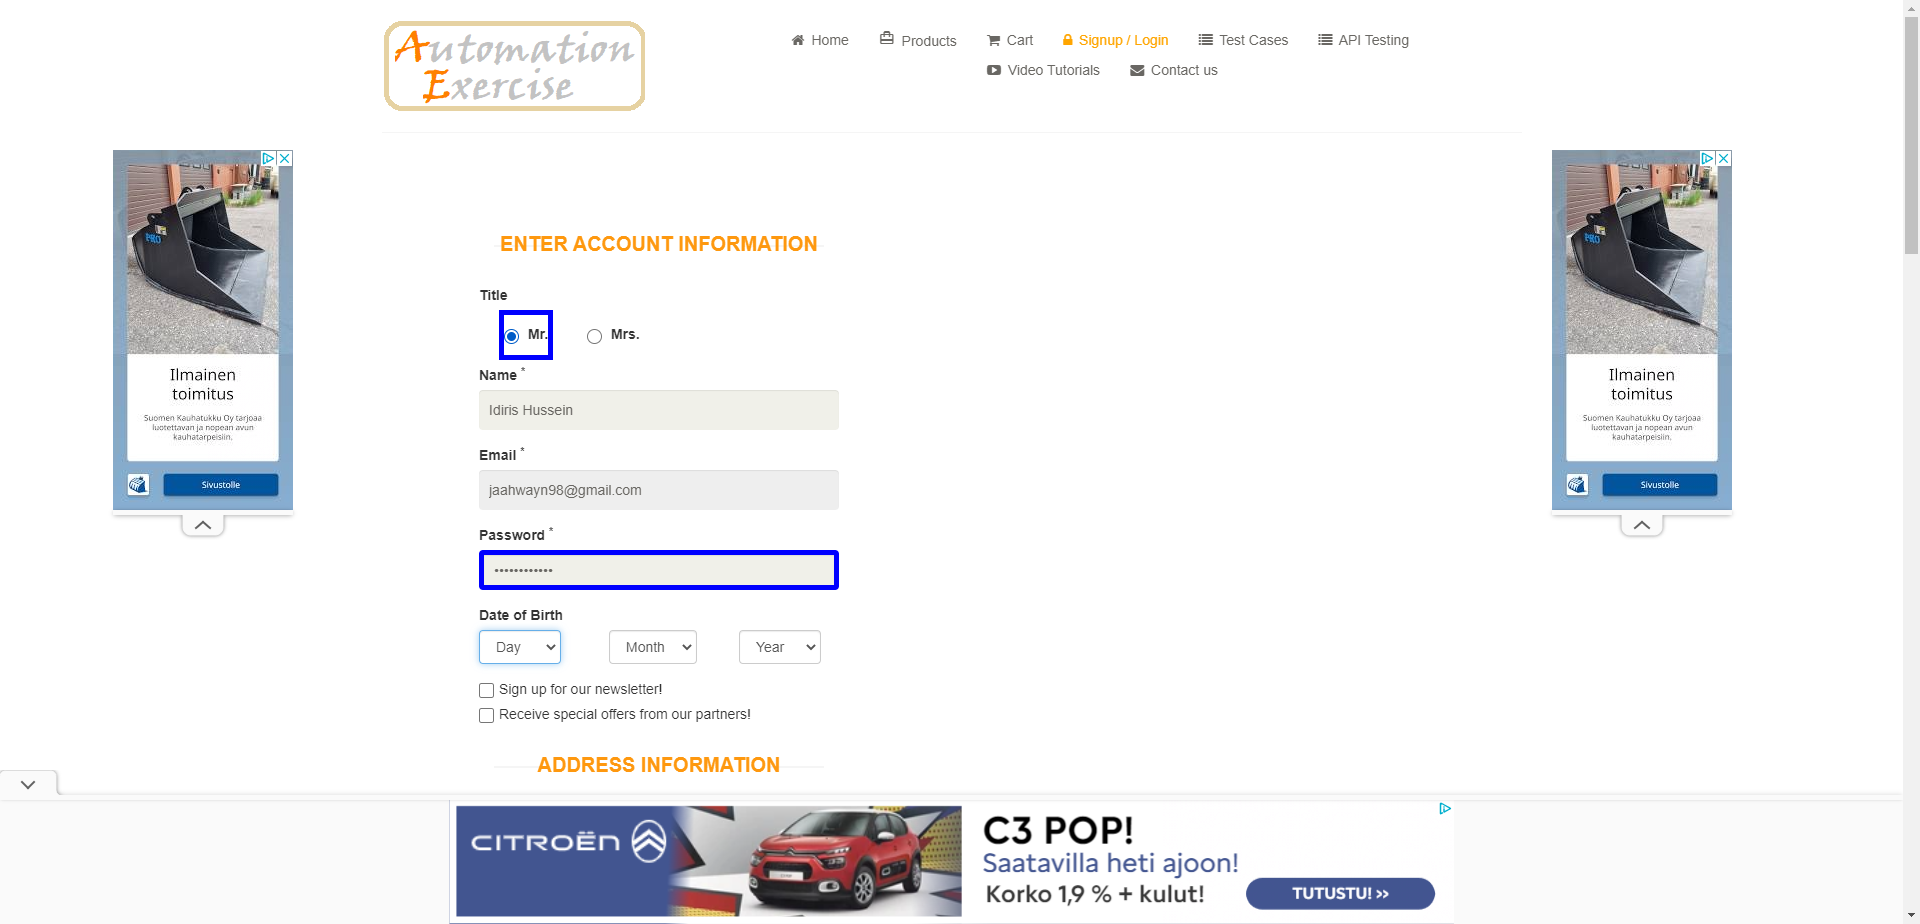 Automation
Exercise
Home
Products
Cart
Signup / Login
Test Cases
API Testing
Video Tutorials
Contact us
ENTER ACCOUNT INFORMATION
Title
Mr.
Mrs.
Name *
Idiris Hussein
Email *
jaahwayn98@gmail.com
Password *
••••••••••••
Date of Birth
Day
Month
Year
Sign up for our newsletter!
Receive special offers from our partners!
ADDRESS INFORMATION
PRO
Ilmainen
toimitus
Suomen Kauhatukku Oy tarjoaa
luotettavan ja nopean avun
kauhatarpeisiin.
Sivustolle
PRO
Ilmainen
toimitus
Suomen Kauhatukku Oy tarjoaa
luotettavan ja nopean avun
kauhatarpeisiin.
Sivustolle
CITROËN
C3 POP!
Saatavilla heti ajoon!
Korko 1,9 % + kulut!
TUTUSTU! >>